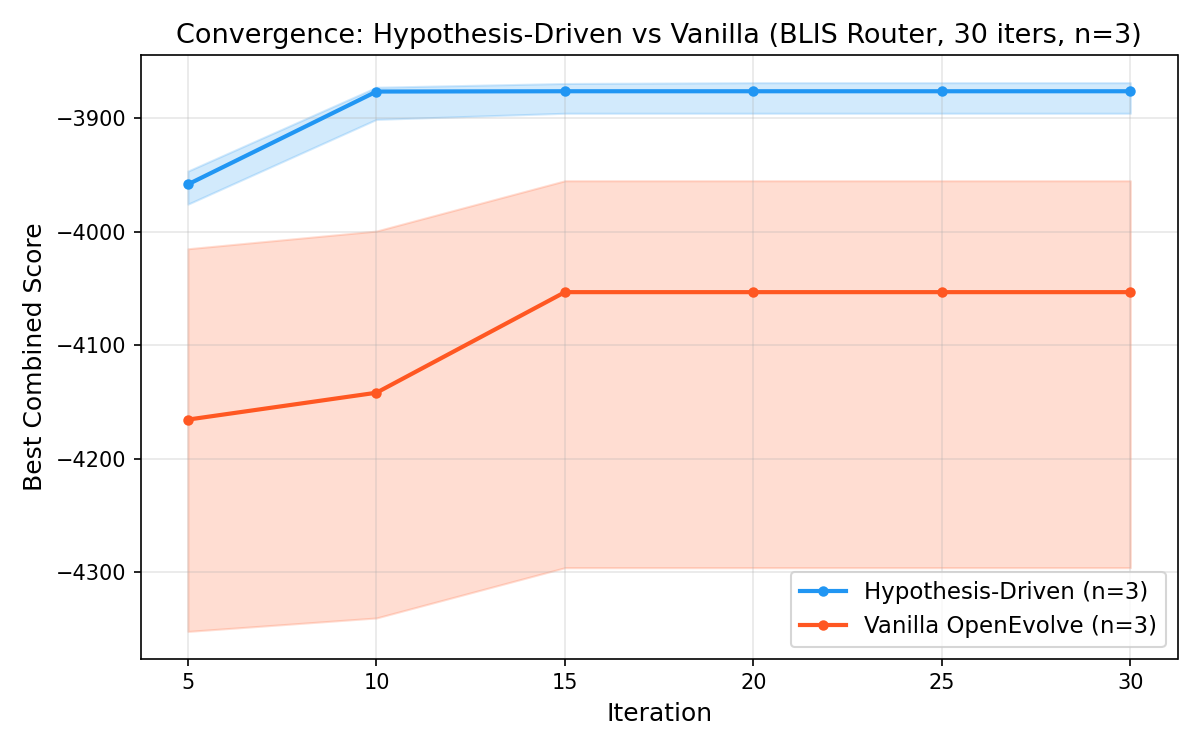 Convergence: Hypothesis-Driven vs Vanilla (BLIS Router, 30 iters, n=3)
Best Combined Score
−3900
−4000
−4100
−4200
−4300
5
10
15
20
25
30
Iteration
Hypothesis-Driven (n=3)
Vanilla OpenEvolve (n=3)